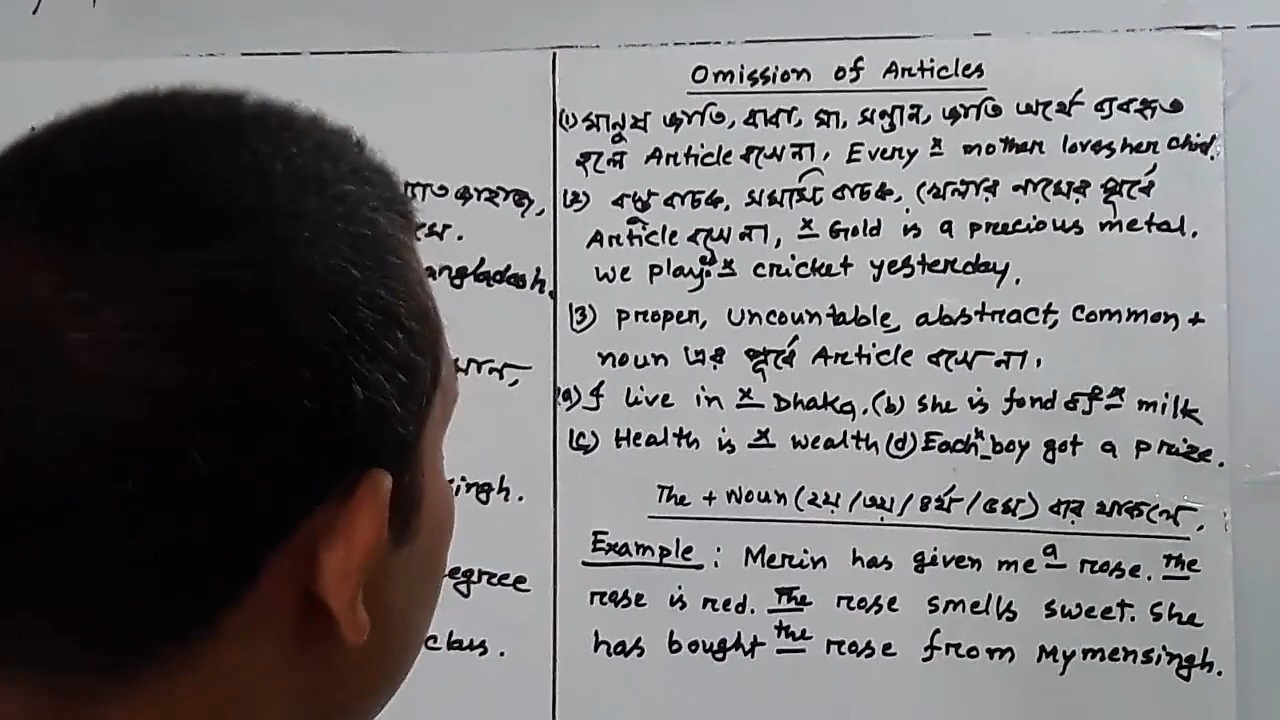 জাহাজ,
angladesh.
ingh.
egree
class.
Omission of Articles
(1) মানুষ জাতি, বাবা, মা, সন্তান, জাতি অর্থে ব্যবহৃত
হলে Article বসেনা. Every x mother loves her child.
(2) বস্তু বাচক, সমষ্টি বাচক, খেলার নামের পূর্বে
Article বসেনা, x Gold is a precious metal.
We played x cricket yesterday.
(3) proper, uncountable, abstract, common +
noun এর পূর্বে Article বসেনা.
(a) I live in x Dhaka. (b) She is fond of x milk
(c) Health is x wealth (d) Each x boy got a prize.
The + Noun (২য়/৩য়/৪র্থ/৫ম) বার থাকলে.
Example: Merin has given me a rose. The
rose is red. The rose smells sweet. She
has bought the rose from Mymensingh.